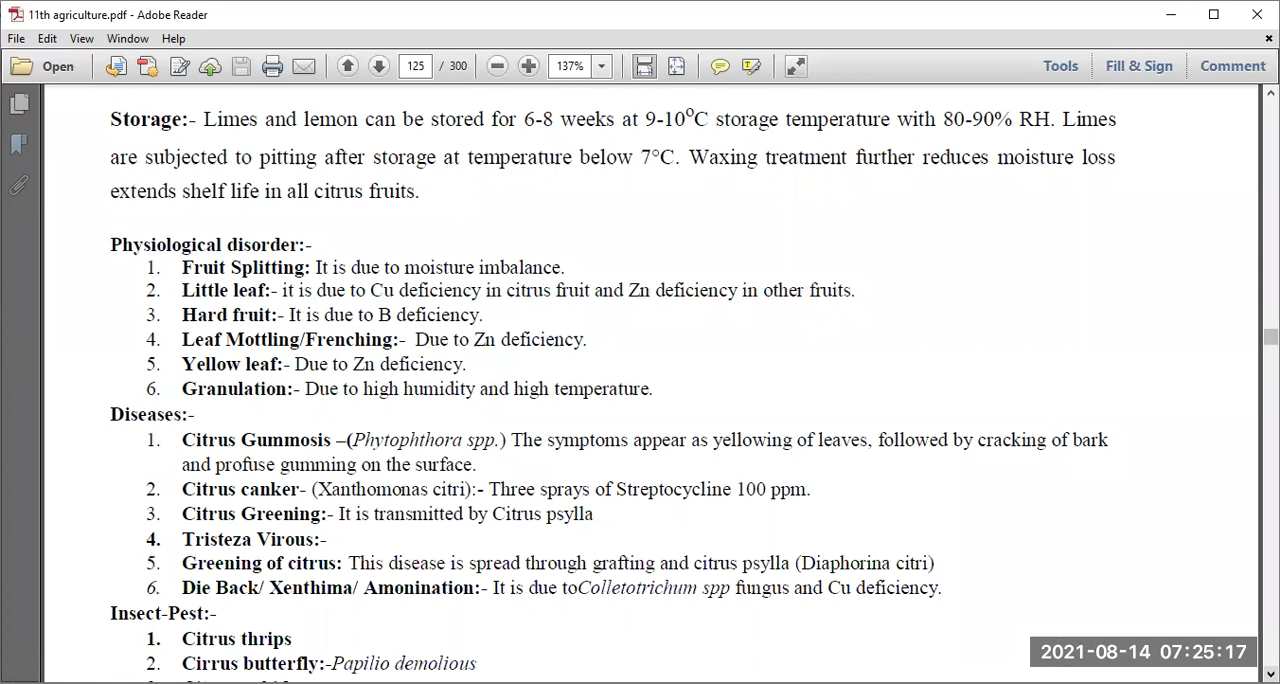 11th agriculture.pdf - Adobe Reader
File Edit View Window Help
Open 125 / 300 137% Tools Fill & Sign Comment
Storage:- Limes and lemon can be stored for 6-8 weeks at 9-10⁰C storage temperature with 80-90% RH. Limes
are subjected to pitting after storage at temperature below 7°C. Waxing treatment further reduces moisture loss
extends shelf life in all citrus fruits.
Physiological disorder:-
1. Fruit Splitting: It is due to moisture imbalance.
2. Little leaf:- it is due to Cu deficiency in citrus fruit and Zn deficiency in other fruits.
3. Hard fruit:- It is due to B deficiency.
4. Leaf Mottling/Frenching:- Due to Zn deficiency.
5. Yellow leaf:- Due to Zn deficiency.
6. Granulation:- Due to high humidity and high temperature.
Diseases:-
1. Citrus Gummosis –(Phytophthora spp.) The symptoms appear as yellowing of leaves, followed by cracking of bark
and profuse gumming on the surface.
2. Citrus canker- (Xanthomonas citri):- Three sprays of Streptocycline 100 ppm.
3. Citrus Greening:- It is transmitted by Citrus psylla
4. Tristeza Virous:-
5. Greening of citrus: This disease is spread through grafting and citrus psylla (Diaphorina citri)
6. Die Back/ Xenthima/ Amonination:- It is due toColletotrichum spp fungus and Cu deficiency.
Insect-Pest:-
1. Citrus thrips
2. Cirrus butterfly:-Papilio demolious
2021-08-14 07:25:17